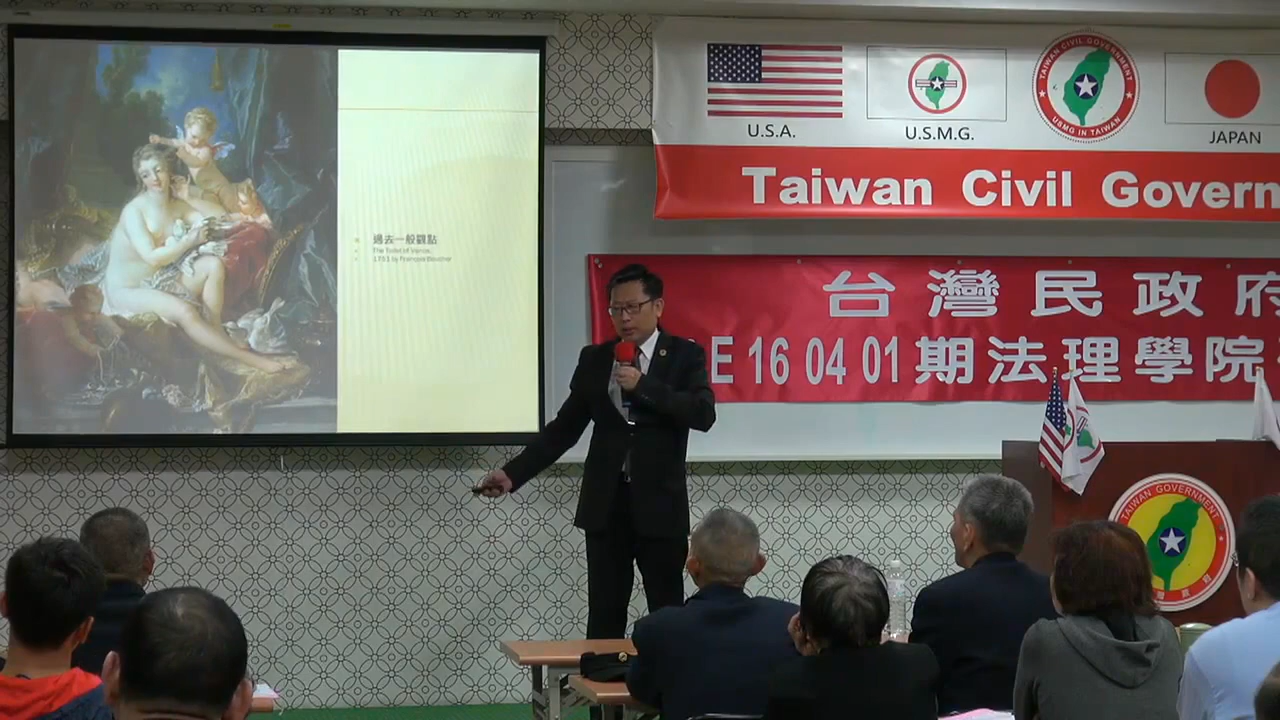 過去一般觀點
The Toilet of Venus,
1751 by Francois Boucher
U.S.A.
U.S.M.G.
TAIWAN CIVIL GOVERNMENT
USMG IN TAIWAN
JAPAN
Taiwan Civil Governm
台灣民政府
E 16 04 01 期法理學院
TAIWAN GOVERNMENT